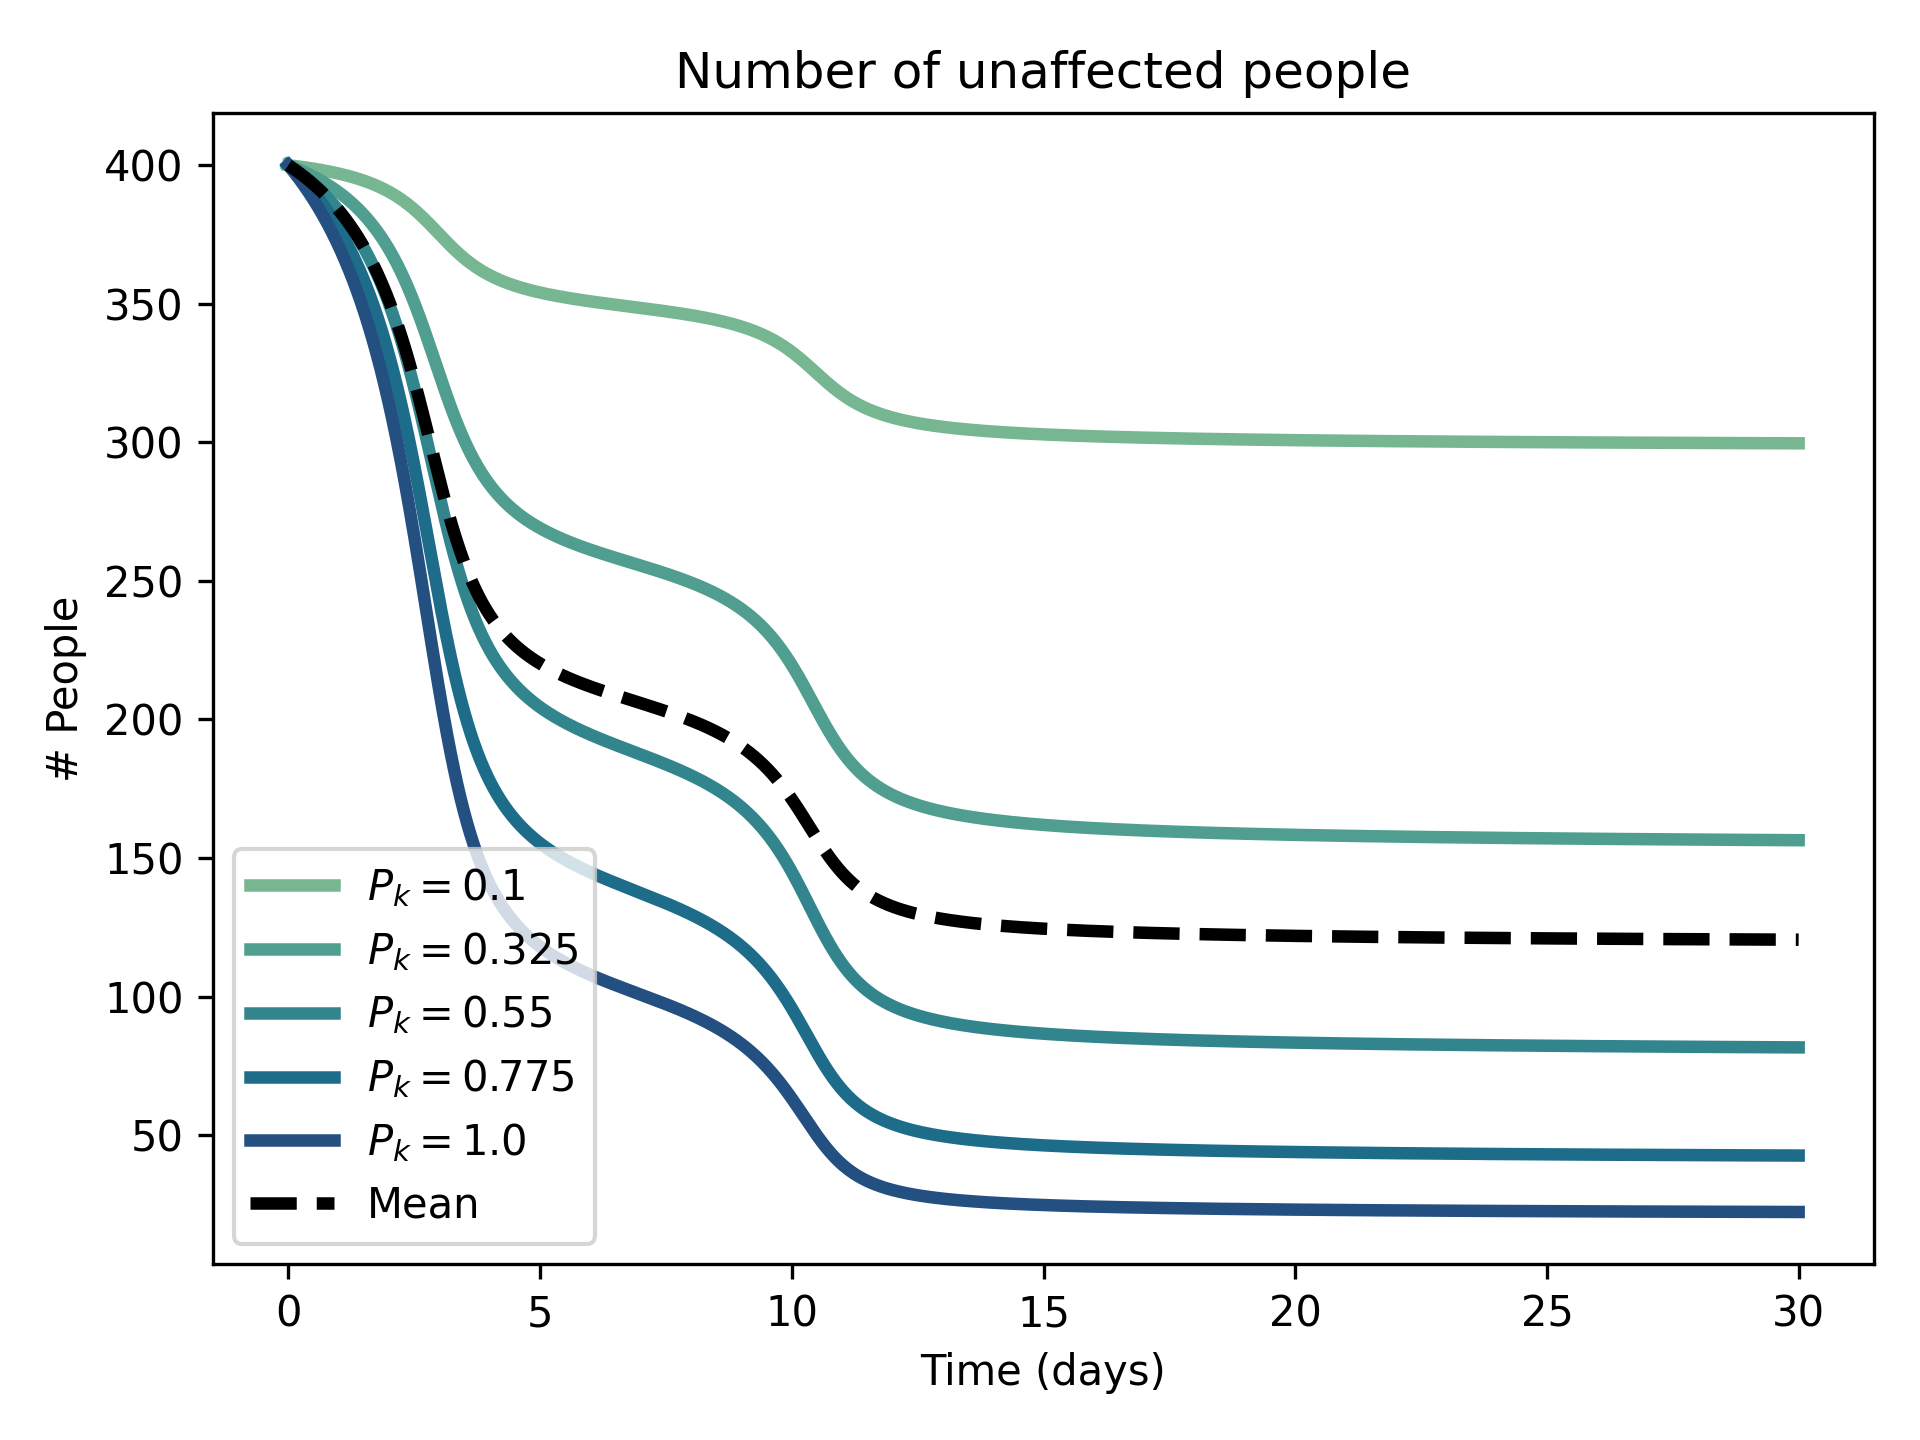 Number of unaffected people
# People
400
350
300
250
200
150
100
50
P_k = 0.1
P_k = 0.325
P_k = 0.55
P_k = 0.775
P_k = 1.0
Mean
0 5 10 15 20 25 30
Time (days)